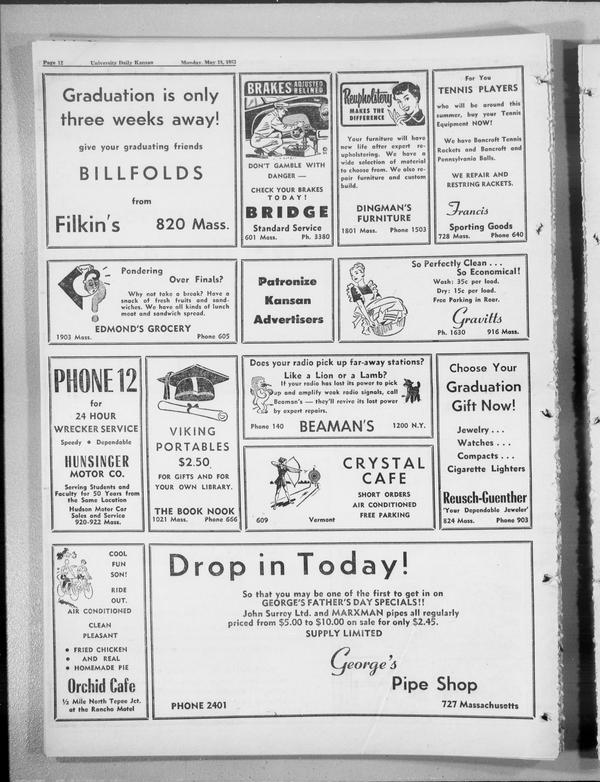 Page 12 University Daily Kansan Monday, May 19, 1952
Graduation is only
three weeks away!
give your graduating friends
BILLFOLDS
from
Filkin's 820 Mass.
BRAKES ADJUSTED
RELINED
DON'T GAMBLE WITH
DANGER —
CHECK YOUR BRAKES
TODAY!
BRIDGE
Standard Service
601 Mass. Ph. 3380
Reupholstery
MAKES THE
DIFFERENCE
Your furniture will have
new life after expert re-
upholstering. We have a
wide selection of material
to choose from. We also re-
pair furniture and custom
build.
DINGMAN'S
FURNITURE
1801 Mass. Phone 1503
For You
TENNIS PLAYERS
who will be around this
summer, buy your Tennis
Equipment NOW!
We have Bancroft Tennis
Rackets and Bancroft and
Pennsylvania Balls.
WE REPAIR AND
RESTRING RACKETS.
Francis
Sporting Goods
728 Mass. Phone 640
Pondering
Over Finals?
Why not take a break? Have a
snack of fresh fruits and sand-
wiches. We have all kinds of lunch
meat and sandwich spread.
EDMOND'S GROCERY
1903 Mass. Phone 605
Patronize
Kansan
Advertisers
So Perfectly Clean . . .
So Economical!
Wash: 35c per load.
Dry: 15c per load.
Free Parking in Rear.
Gravitts
Ph. 1630 916 Mass.
PHONE 12
for
24 HOUR
WRECKER SERVICE
Speedy • Dependable
HUNSINGER
MOTOR CO.
Serving Students and
Faculty for 50 Years from
the Same Location
Hudson Motor Car
Sales and Service
920-922 Mass.
VIKING
PORTABLES
$2.50
FOR GIFTS AND FOR
YOUR OWN LIBRARY.
THE BOOK NOOK
1021 Mass. Phone 666
Does your radio pick up far-away stations?
Like a Lion or a Lamb?
If your radio has lost its power to pick
up and amplify weak radio signals, call
Beaman's — they'll revive its lost power
by expert repairs.
Phone 140 BEAMAN'S 1200 N.Y.
CRYSTAL
CAFE
SHORT ORDERS
AIR CONDITIONED
FREE PARKING
609 Vermont
Choose Your
Graduation
Gift Now!
Jewelry . . .
Watches . . .
Compacts . . .
Cigarette Lighters
Reusch-Guenther
'Your Dependable Jeweler'
824 Mass. Phone 903
COOL
FUN
SON!
RIDE
OUT.
AIR CONDITIONED
CLEAN
PLEASANT
• FRIED CHICKEN
• AND REAL
• HOMEMADE PIE
Orchid Cafe
½ Mile North Tepee Jct.
at the Rancho Motel
Drop in Today!
So that you may be one of the first to get in on
GEORGE'S FATHER'S DAY SPECIALS!!
John Surrey Ltd. and MARXMAN pipes all regularly
priced from $5.00 to $10.00 on sale for only $2.45.
SUPPLY LIMITED
George's
Pipe Shop
PHONE 2401 727 Massachusetts